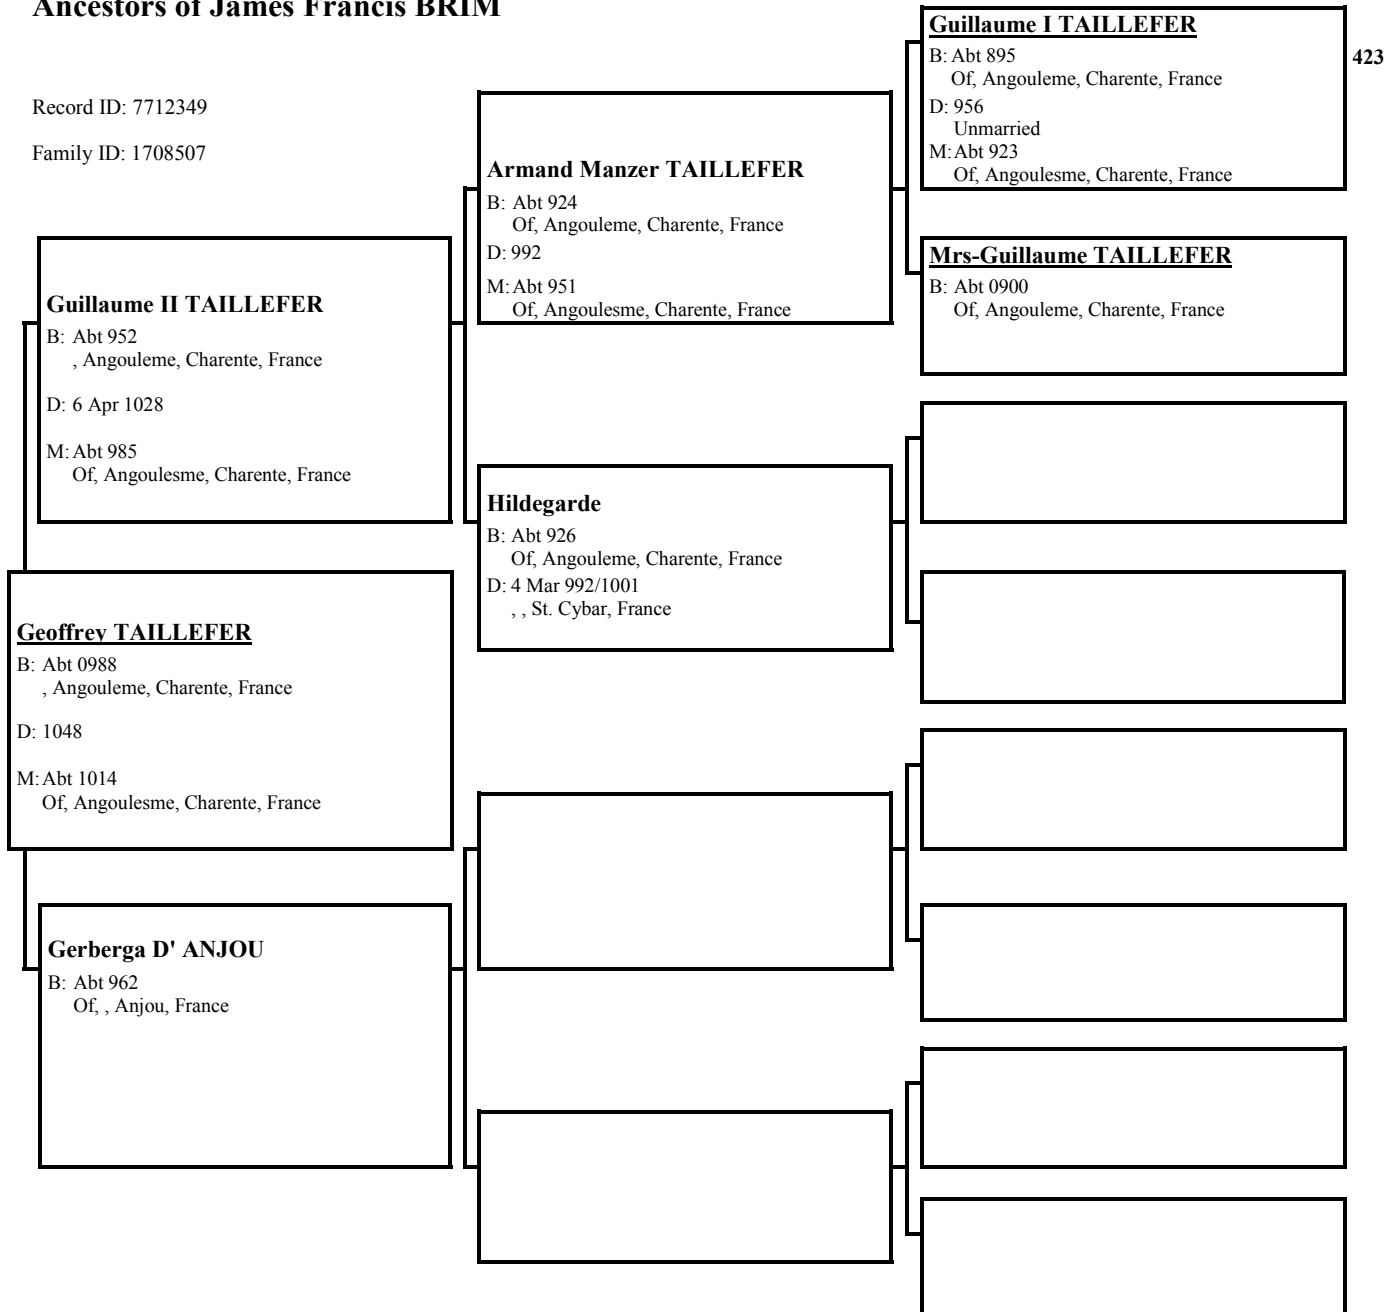 Ancestors of James Francis BRIM
Record ID: 7712349
Family ID: 1708507
423
Guillaume I TAILLEFER
B: Abt 895
Of, Angouleme, Charente, France
D: 956
Unmarried
M: Abt 923
Of, Angoulesme, Charente, France
Armand Manzer TAILLEFER
B: Abt 924
Of, Angouleme, Charente, France
D: 992
M: Abt 951
Of, Angoulesme, Charente, France
Mrs-Guillaume TAILLEFER
B: Abt 0900
Of, Angouleme, Charente, France
Guillaume II TAILLEFER
B: Abt 952
, Angouleme, Charente, France
D: 6 Apr 1028
M: Abt 985
Of, Angoulesme, Charente, France
Hildegarde
B: Abt 926
Of, Angouleme, Charente, France
D: 4 Mar 992/1001
, , St. Cybar, France
Geoffrey TAILLEFER
B: Abt 0988
, Angouleme, Charente, France
D: 1048
M: Abt 1014
Of, Angoulesme, Charente, France
Gerberga D' ANJOU
B: Abt 962
Of, , Anjou, France